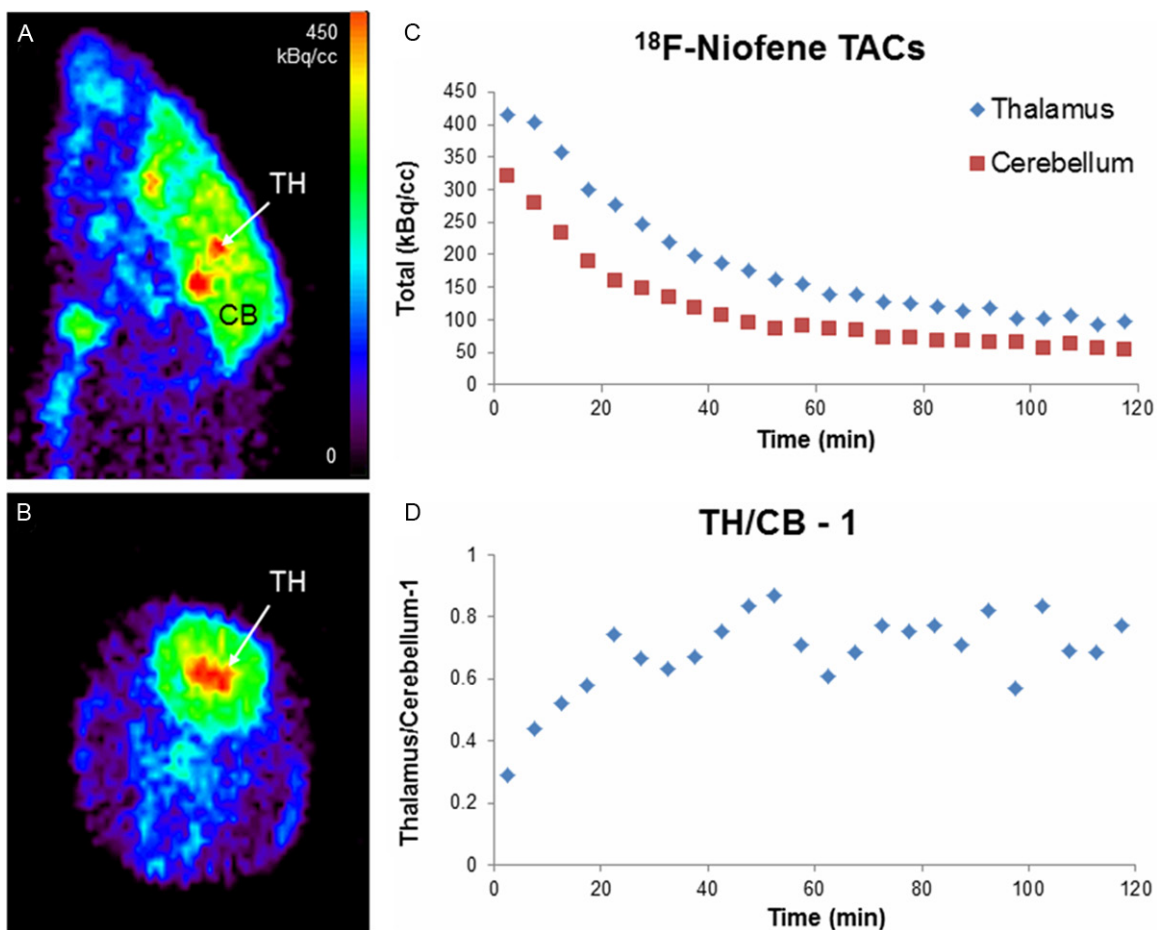 A
450
kBq/cc
TH
CB
0
B
TH
C
¹⁸F-Niofene TACs
Total (kBq/cc)
450
400
350
300
250
200
150
100
50
0
Thalamus
Cerebellum
0 20 40 60 80 100 120
Time (min)
D
TH/CB - 1
Thalamus/Cerebellum-1
1
0.8
0.6
0.4
0.2
0
0 20 40 60 80 100 120
Time (min)